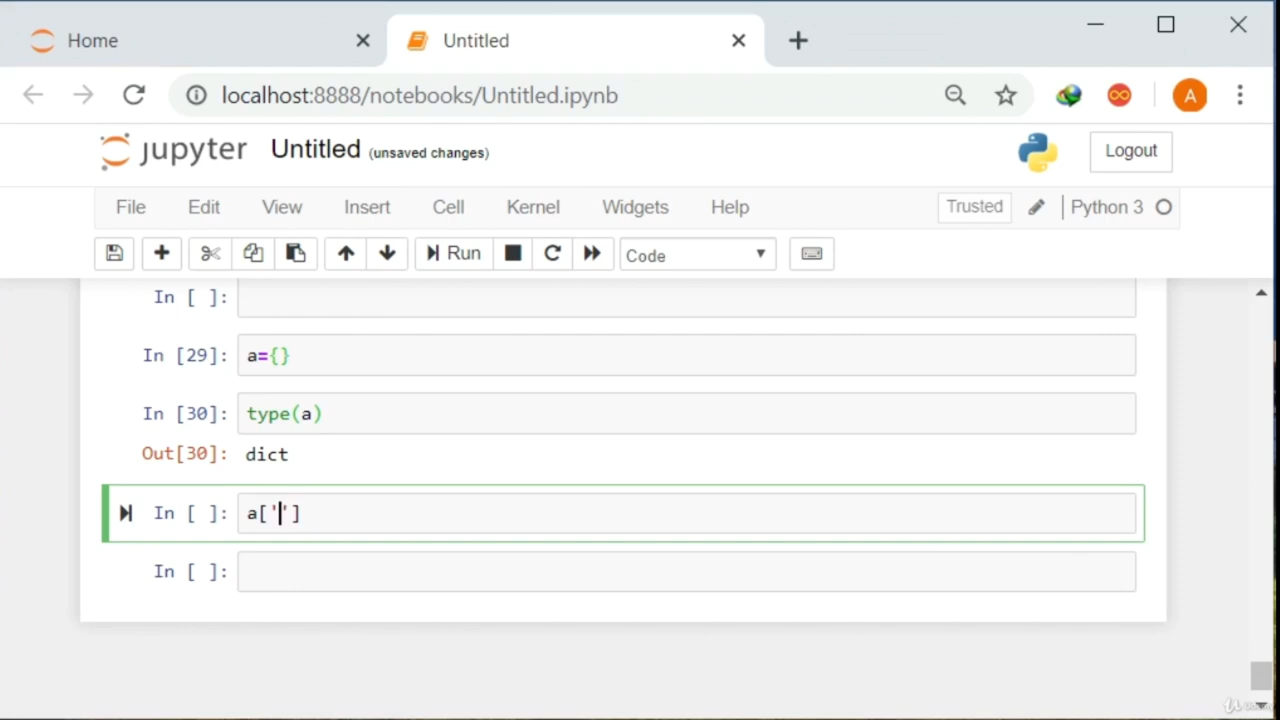 Home
Untitled
localhost:8888/notebooks/Untitled.ipynb
A
jupyter Untitled (unsaved changes)
Logout
File Edit View Insert Cell Kernel Widgets Help
Trusted
Python 3
Run
Code
In [ ]:
In [29]: a={}
In [30]: type(a)
Out[30]: dict
In [ ]: a['']
In [ ]: